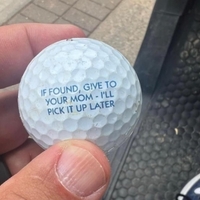 IF FOUND, GIVE TO
YOUR MOM - I'LL
PICK IT UP LATER